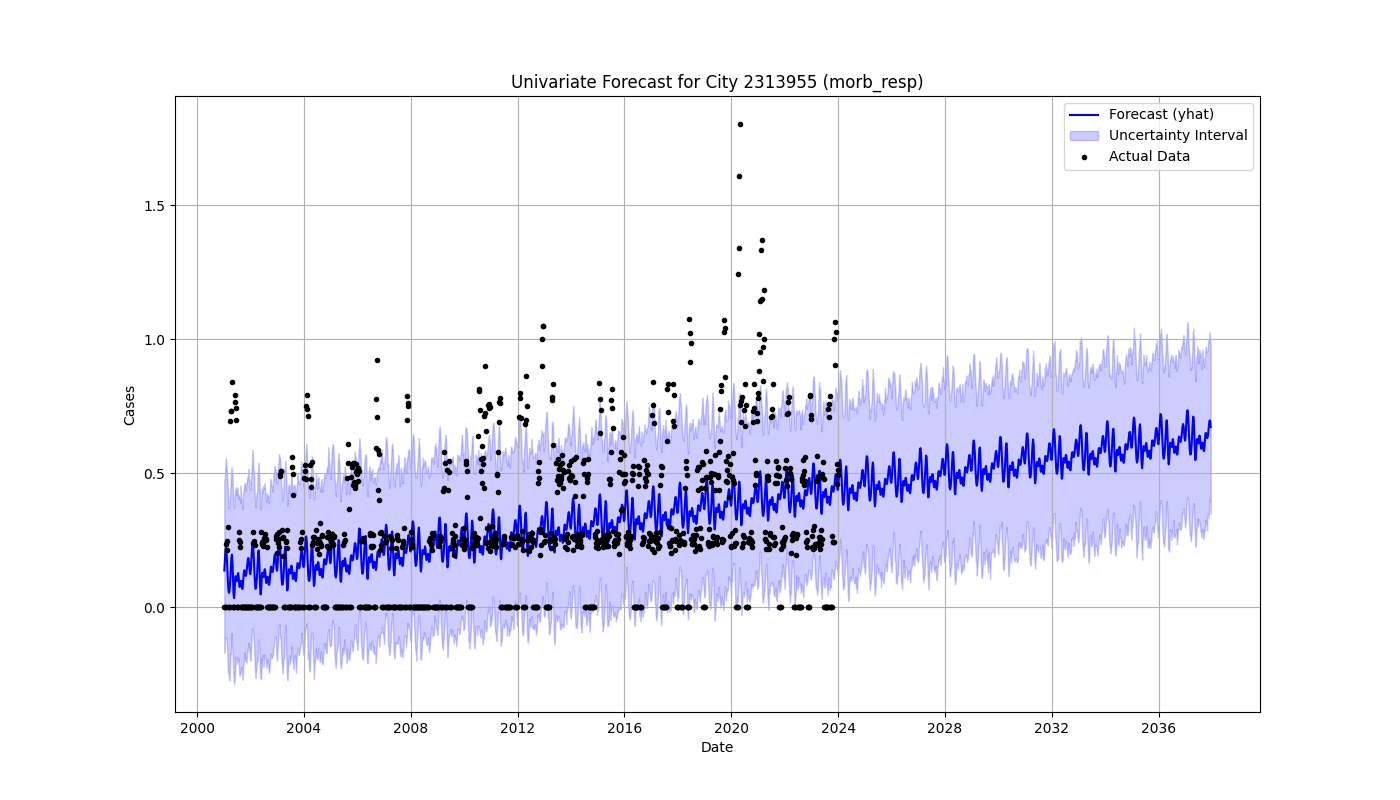 Univariate Forecast for City 2313955 (morb_resp)
Forecast (yhat)
Uncertainty Interval
Actual Data
Cases
1.5
1.0
0.5
0.0
2000 2004 2008 2012 2016 2020 2024 2028 2032 2036
Date